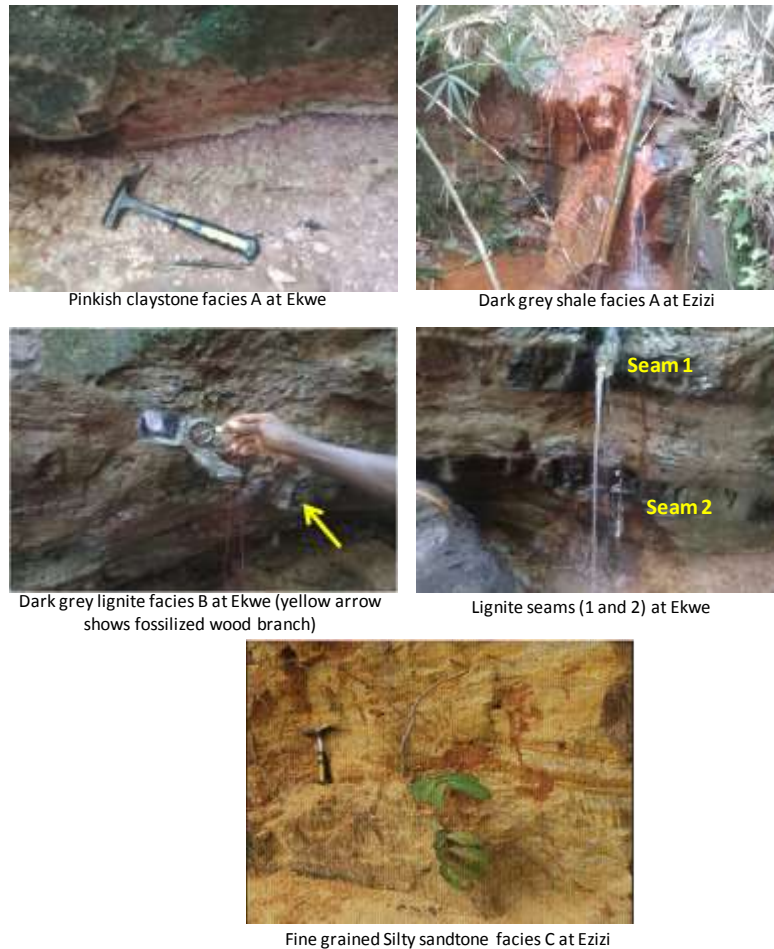 Pinkish claystone facies A at Ekwe
Dark grey shale facies A at Ezizi
Seam 1
Seam 2
Dark grey lignite facies B at Ekwe (yellow arrow
shows fossilized wood branch)
Lignite seams (1 and 2) at Ekwe
Fine grained Silty sandtone facies C at Ezizi